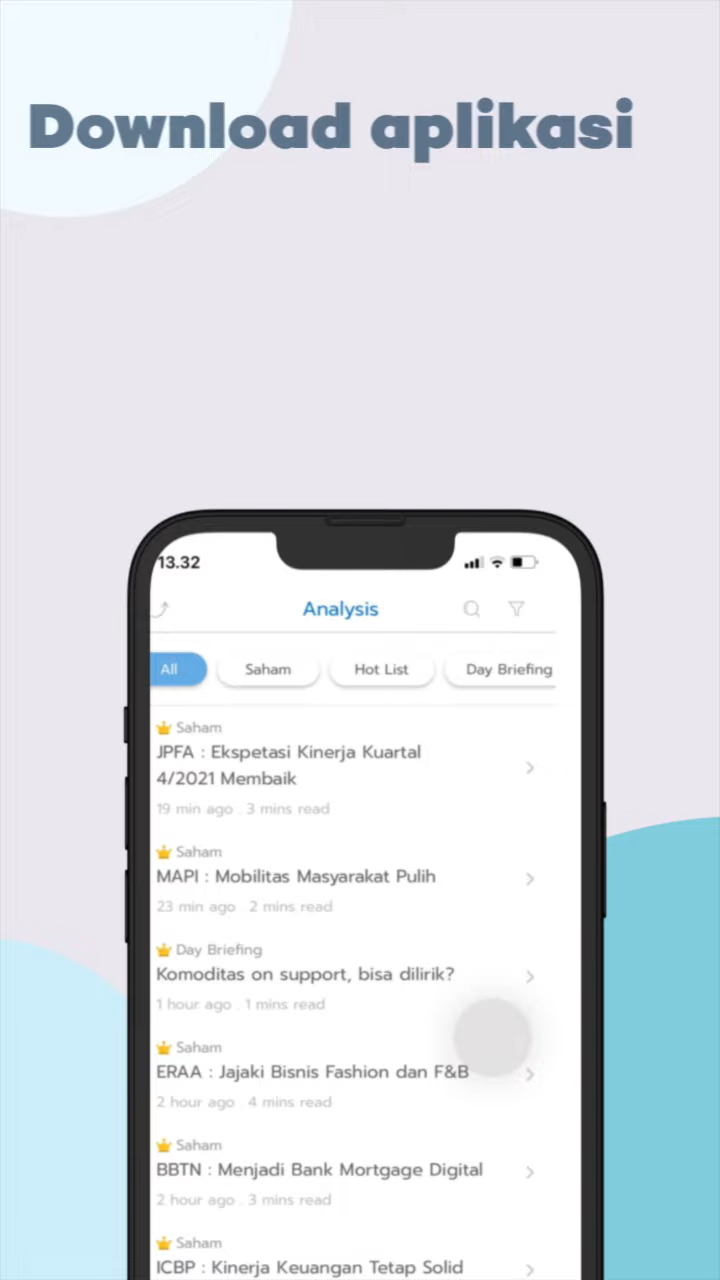 Download aplikasi
13.32
Analysis
All Saham Hot List Day Briefing
Saham
JPFA : Ekspetasi Kinerja Kuartal
4/2021 Membaik
19 min ago . 3 mins read
Saham
MAPI : Mobilitas Masyarakat Pulih
23 min ago . 2 mins read
Day Briefing
Komoditas on support, bisa dilirik?
1 hour ago . 1 mins read
Saham
ERAA : Jajaki Bisnis Fashion dan F&B
2 hour ago . 4 mins read
Saham
BBTN : Menjadi Bank Mortgage Digital
2 hour ago . 3 mins read
Saham
ICBP : Kinerja Keuangan Tetap Solid